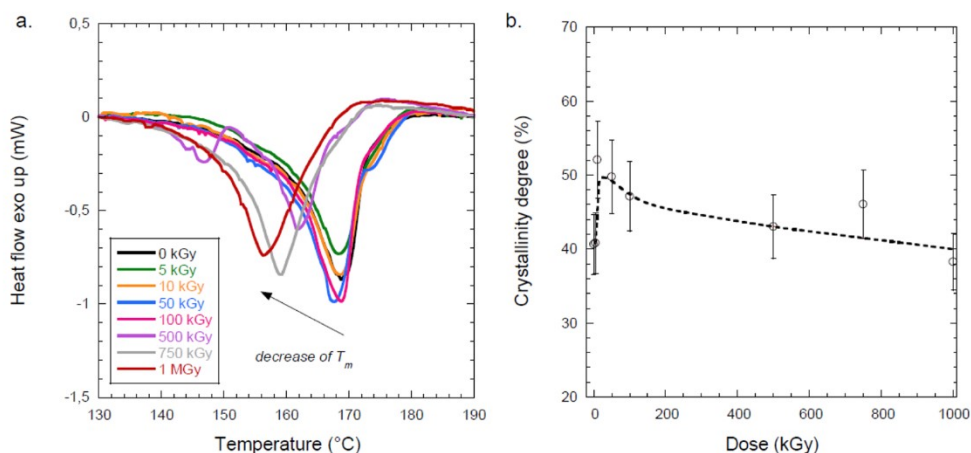 a.
0,5
0
-0,5
-1
-1,5
Heat flow exo up (mW)
0 kGy
5 kGy
10 kGy
50 kGy
100 kGy
500 kGy
750 kGy
1 MGy
decrease of Tm
130 140 150 160 170 180 190
Temperature (°C)
b.
70
60
50
40
30
20
Crystallinity degree (%)
0 200 400 600 800 1000
Dose (kGy)